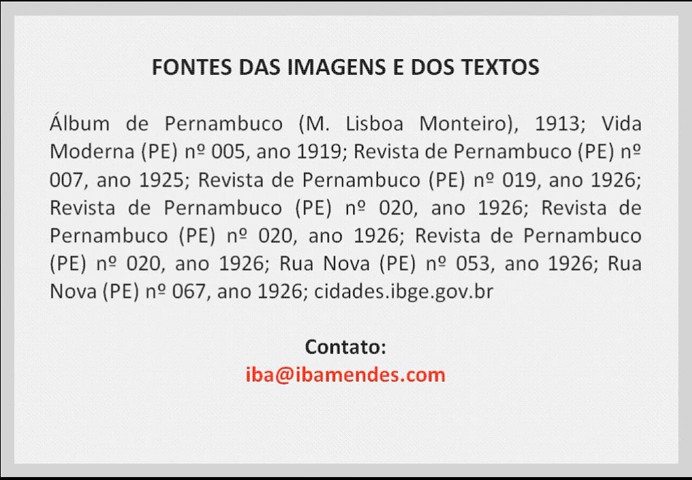 FONTES DAS IMAGENS E DOS TEXTOS
Álbum de Pernambuco (M. Lisboa Monteiro), 1913; Vida
Moderna (PE) nº 005, ano 1919; Revista de Pernambuco (PE) nº
007, ano 1925; Revista de Pernambuco (PE) nº 019, ano 1926;
Revista de Pernambuco (PE) nº 020, ano 1926; Revista de
Pernambuco (PE) nº 020, ano 1926; Revista de Pernambuco
(PE) nº 020, ano 1926; Rua Nova (PE) nº 053, ano 1926; Rua
Nova (PE) nº 067, ano 1926; cidades.ibge.gov.br
Contato:
iba@ibamendes.com